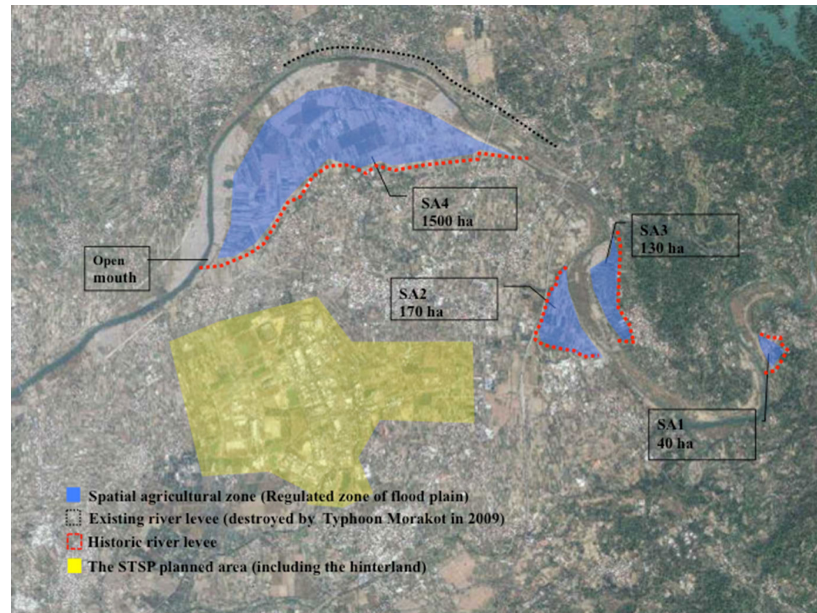 SA4
1500 ha
SA3
130 ha
Open
mouth
SA2
170 ha
SA1
40 ha
Spatial agricultural zone (Regulated zone of flood plain)
Existing river levee (destroyed by Typhoon Morakot in 2009)
Historic river levee
The STSP planned area (including the hinterland)